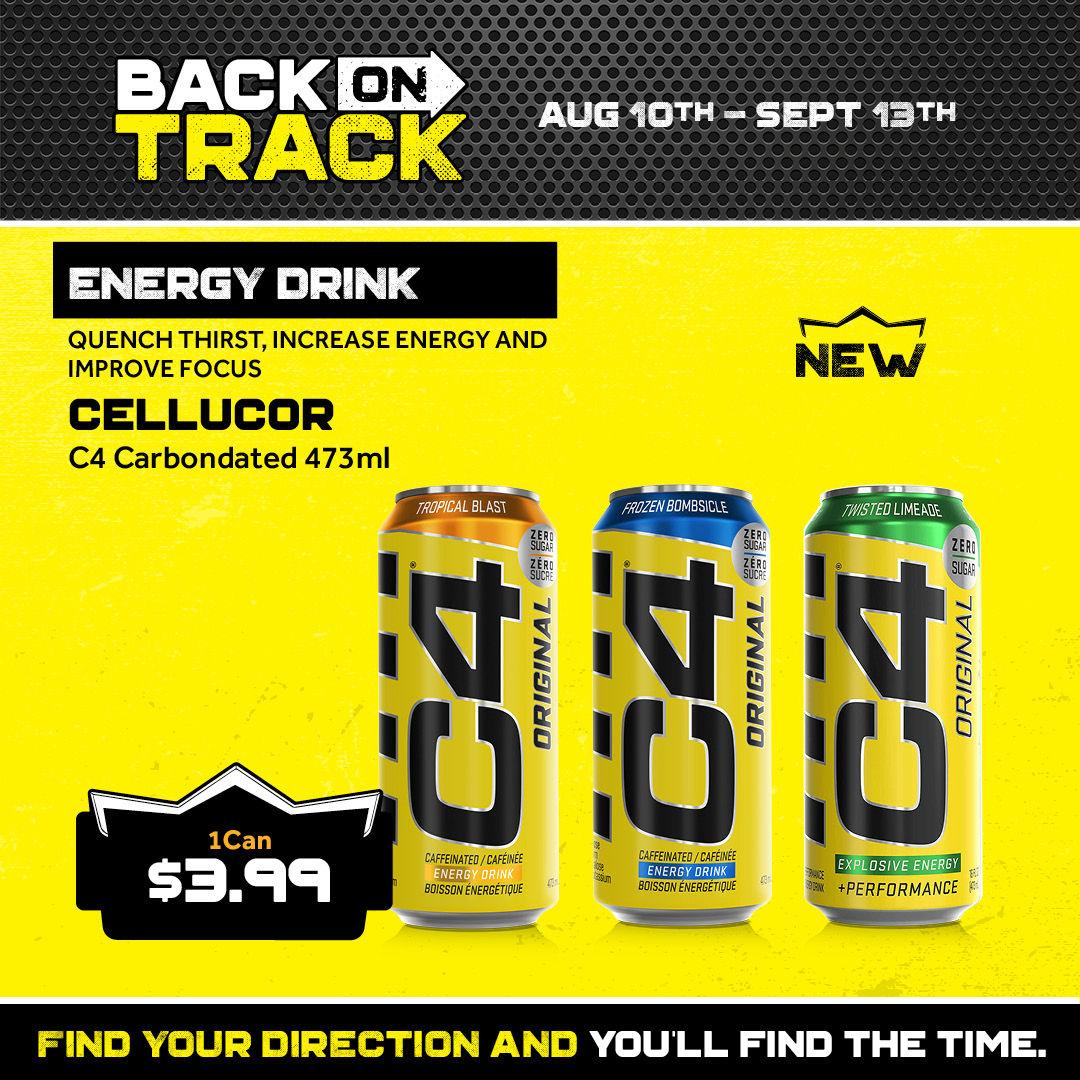 BACK ON
TRACK
AUG 10TH - SEPT 13TH
ENERGY DRINK
QUENCH THIRST, INCREASE ENERGY AND
IMPROVE FOCUS
CELLUCOR
C4 Carbondated 473ml
NEW
TROPICAL BLAST
ZERO
SUGAR
ZÉRO
SUCRE
C4
®
ORIGINAL
CAFFEINATED / CAFÉINÉE
ENERGY DRINK
BOISSON ÉNERGÉTIQUE
FROZEN BOMBSICLE
ZERO
SUGAR
ZÉRO
SUCRE
C4
®
ORIGINAL
CAFFEINATED / CAFÉINÉE
ENERGY DRINK
BOISSON ÉNERGÉTIQUE
TWISTED LIMEADE
ZERO
SUGAR
C4
®
ORIGINAL
EXPLOSIVE ENERGY
+PERFORMANCE
1Can
$3.99
FIND YOUR DIRECTION AND YOU'LL FIND THE TIME.